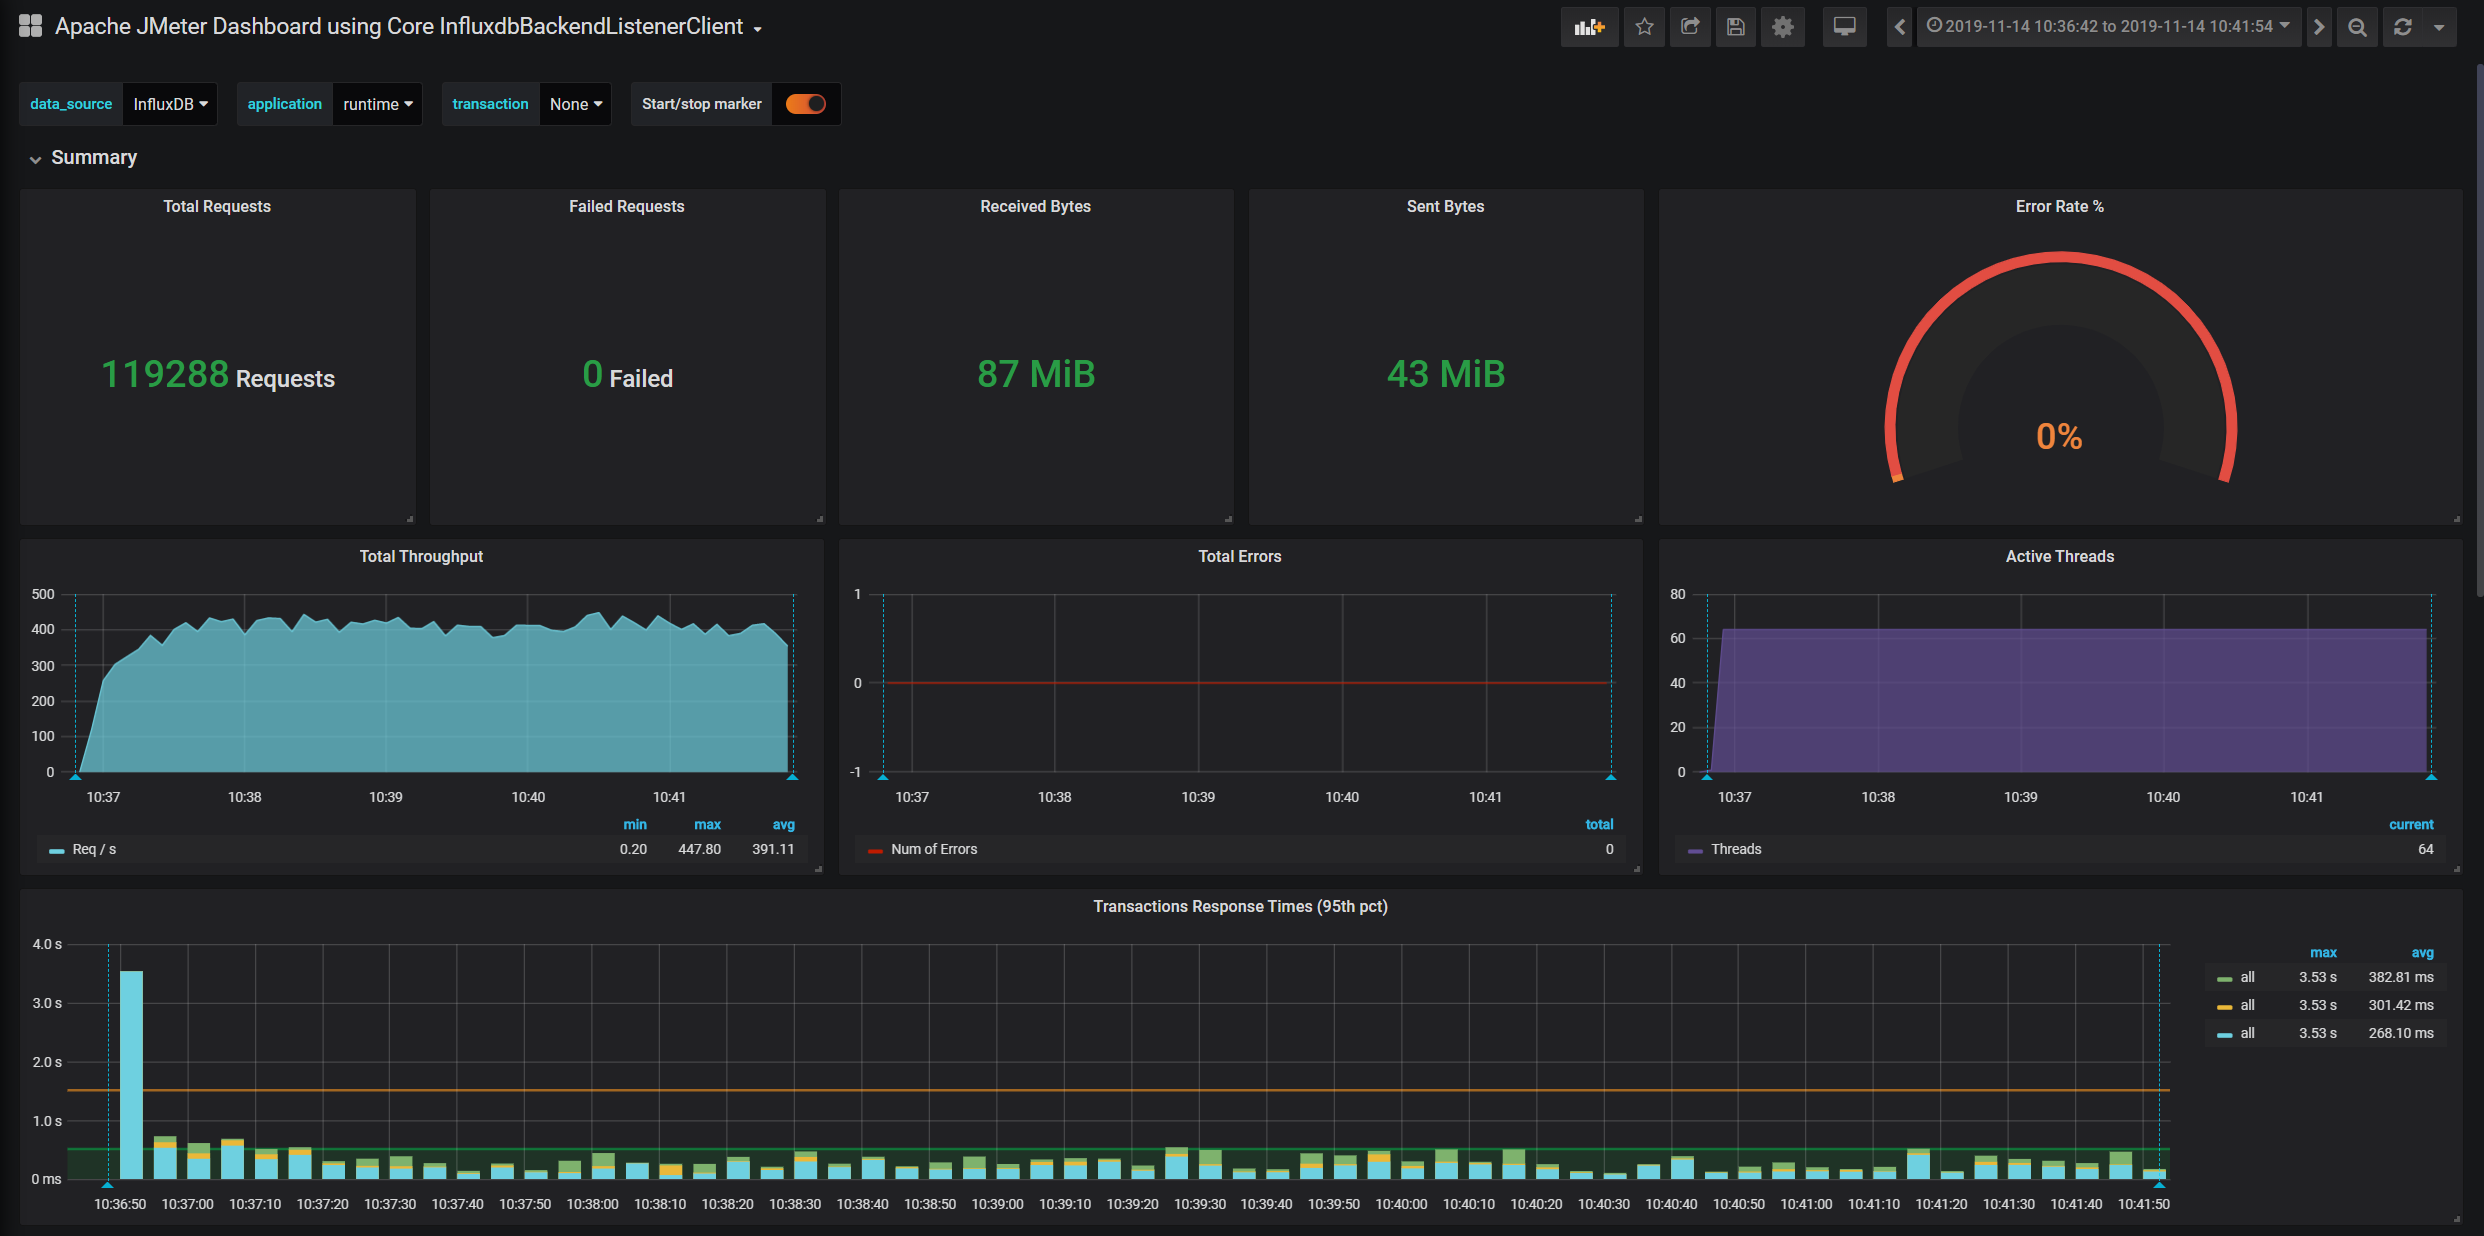 Apache JMeter Dashboard using Core InfluxdbBackendListenerClient
2019-11-14 10:36:42 to 2019-11-14 10:41:54
data_source InfluxDB application runtime transaction None Start/stop marker
Summary
Total Requests
119288 Requests
Failed Requests
0 Failed
Received Bytes
87 MiB
Sent Bytes
43 MiB
Error Rate %
0%
Total Throughput
500
400
300
200
100
0
10:37 10:38 10:39 10:40 10:41
min max avg
Req / s 0.20 447.80 391.11
Total Errors
1
0
-1
10:37 10:38 10:39 10:40 10:41
total
Num of Errors 0
Active Threads
80
60
40
20
0
10:37 10:38 10:39 10:40 10:41
current
Threads 64
Transactions Response Times (95th pct)
4.0 s
3.0 s
2.0 s
1.0 s
0 ms
10:36:50 10:37:00 10:37:10 10:37:20 10:37:30 10:37:40 10:37:50 10:38:00 10:38:10 10:38:20 10:38:30 10:38:40 10:38:50 10:39:00 10:39:10 10:39:20 10:39:30 10:39:40 10:39:50 10:40:00 10:40:10 10:40:20 10:40:30 10:40:40 10:40:50 10:41:00 10:41:10 10:41:20 10:41:30 10:41:40 10:41:50
max avg
all 3.53 s 382.81 ms
all 3.53 s 301.42 ms
all 3.53 s 268.10 ms